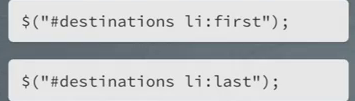 $("#destinations li:first");
$("#destinations li:last");